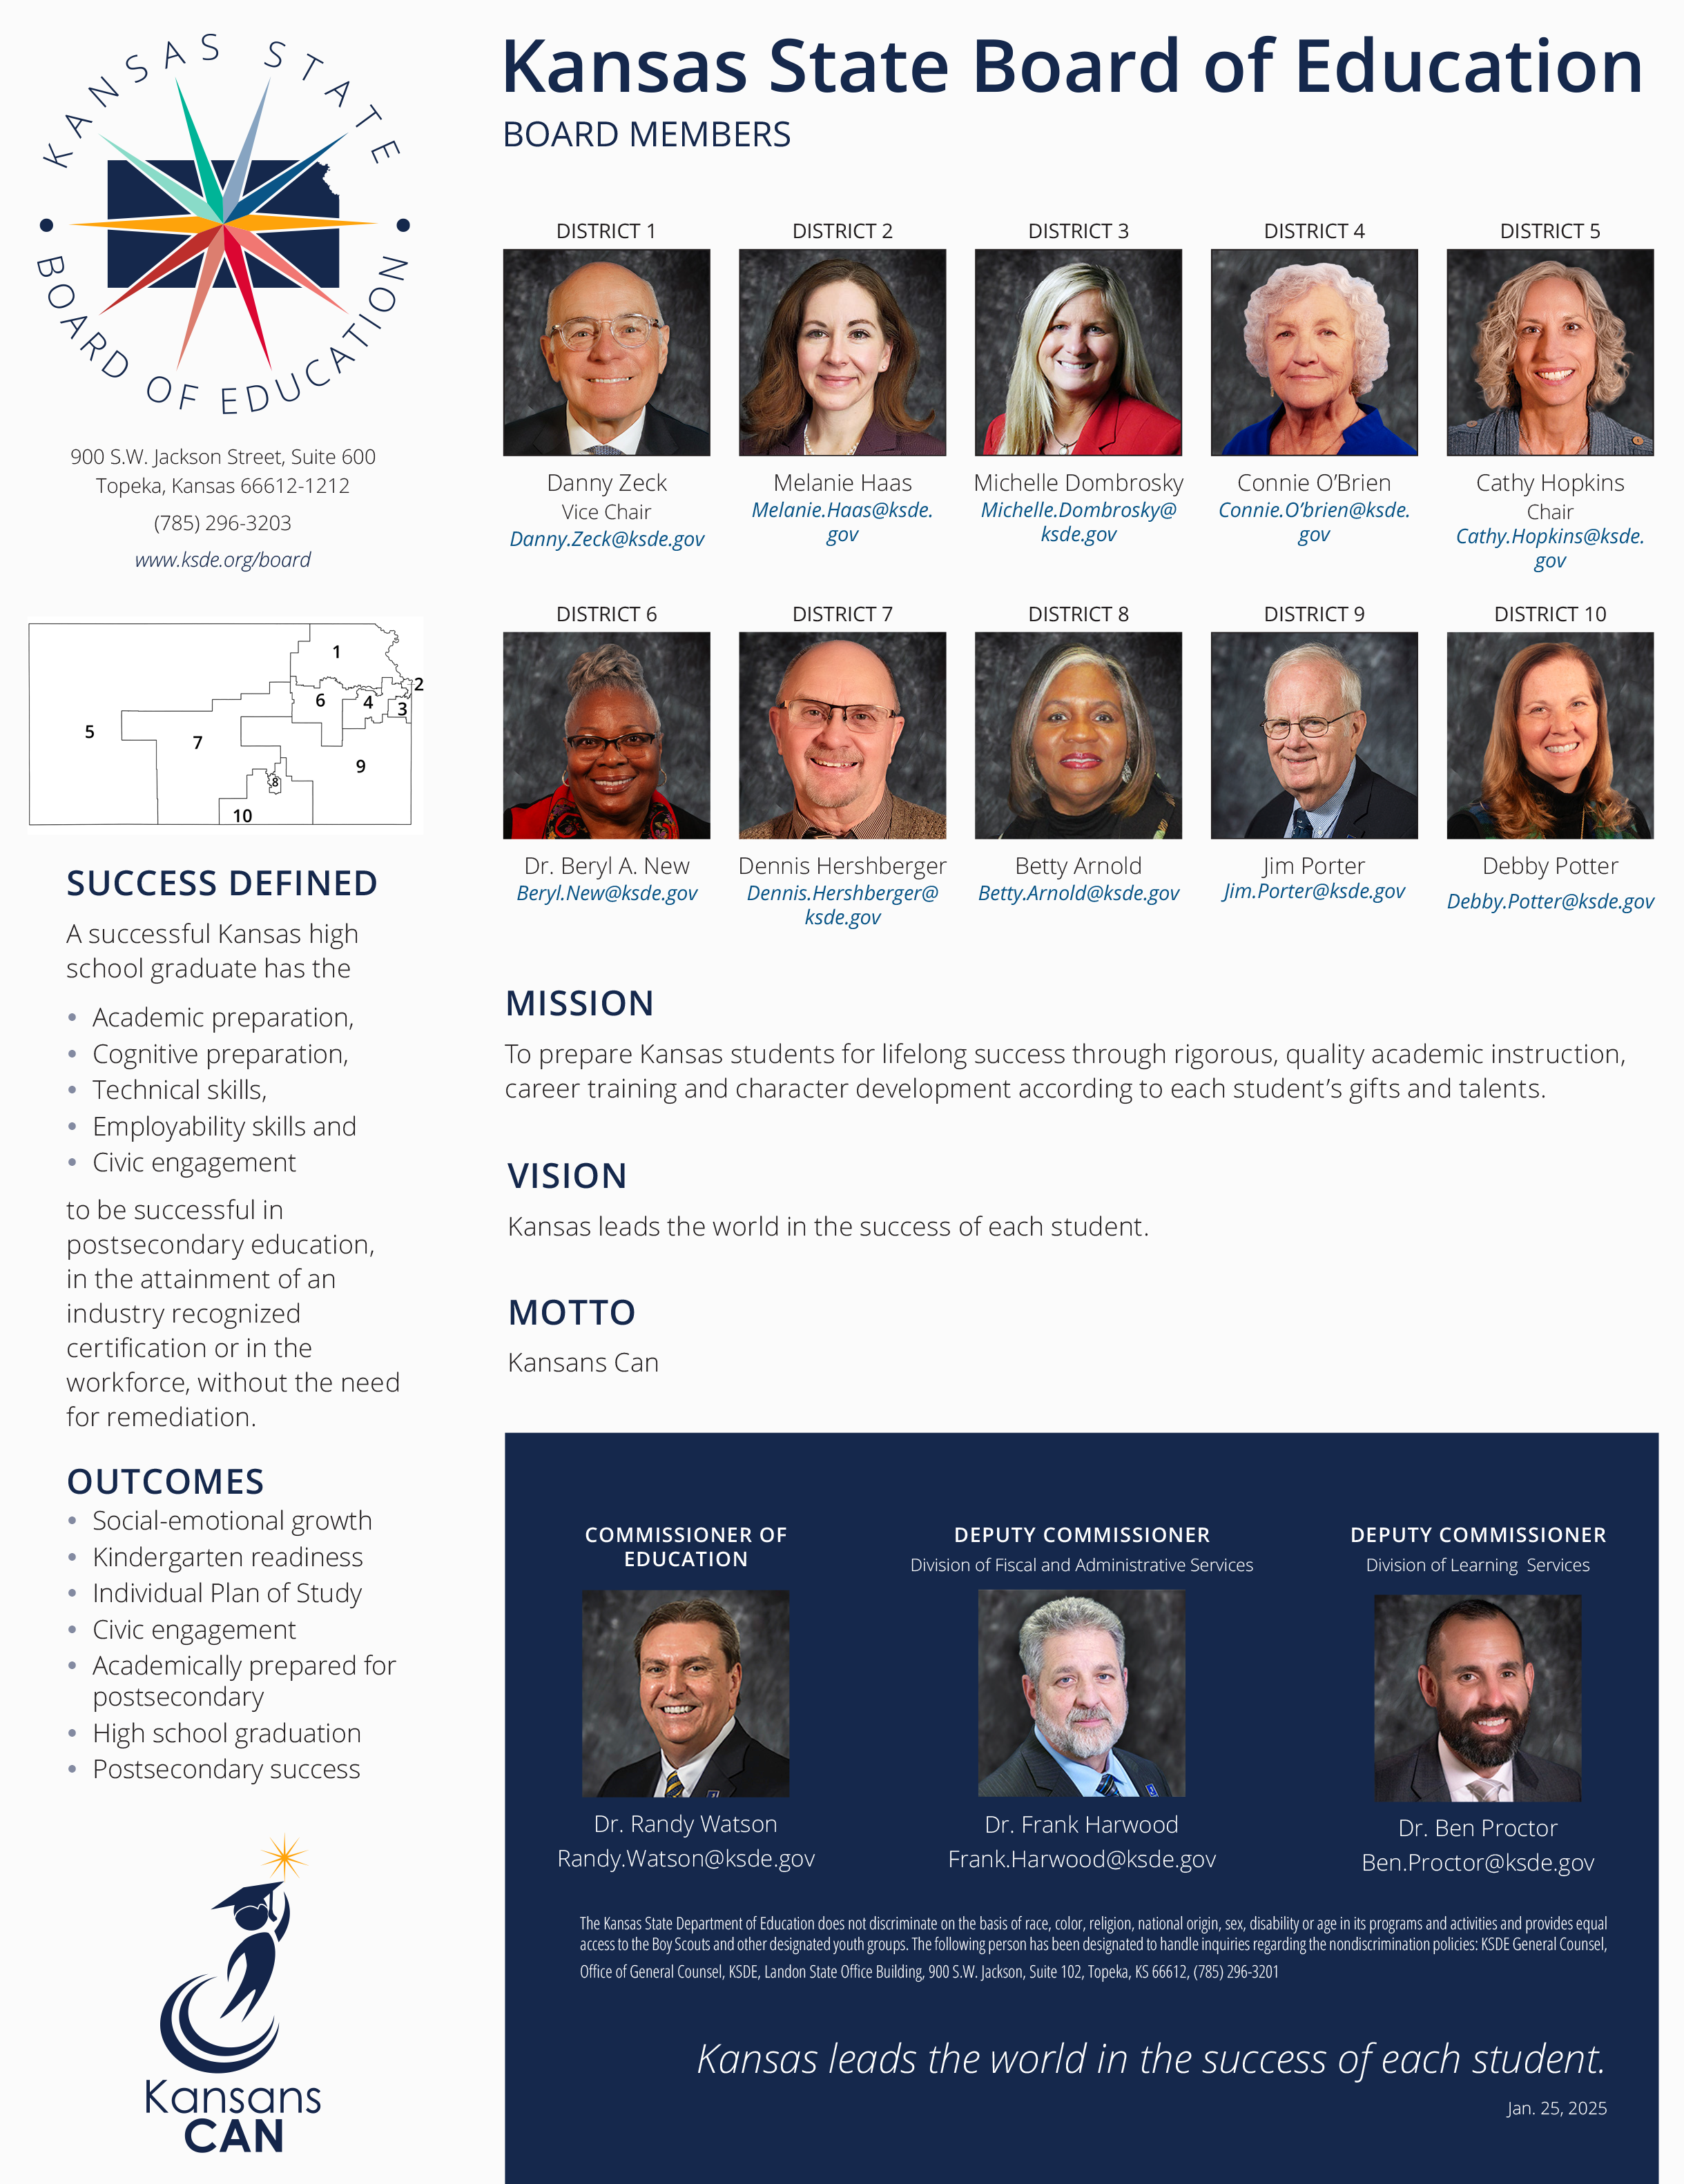 KANSAS STATE
BOARD OF EDUCATION
900 S.W. Jackson Street, Suite 600
Topeka, Kansas 66612-1212
(785) 296-3203
www.ksde.org/board
1
2
6
4
3
5
7
9
8
10
SUCCESS DEFINED
A successful Kansas high
school graduate has the
• Academic preparation,
• Cognitive preparation,
• Technical skills,
• Employability skills and
• Civic engagement
to be successful in
postsecondary education,
in the attainment of an
industry recognized
certification or in the
workforce, without the need
for remediation.
OUTCOMES
• Social-emotional growth
• Kindergarten readiness
• Individual Plan of Study
• Civic engagement
• Academically prepared for
postsecondary
• High school graduation
• Postsecondary success
Kansans
CAN
Kansas State Board of Education
BOARD MEMBERS
DISTRICT 1
Danny Zeck
Vice Chair
Danny.Zeck@ksde.gov
DISTRICT 2
Melanie Haas
Melanie.Haas@ksde.
gov
DISTRICT 3
Michelle Dombrosky
Michelle.Dombrosky@
ksde.gov
DISTRICT 4
Connie O’Brien
Connie.O’brien@ksde.
gov
DISTRICT 5
Cathy Hopkins
Chair
Cathy.Hopkins@ksde.
gov
DISTRICT 6
Dr. Beryl A. New
Beryl.New@ksde.gov
DISTRICT 7
Dennis Hershberger
Dennis.Hershberger@
ksde.gov
DISTRICT 8
Betty Arnold
Betty.Arnold@ksde.gov
DISTRICT 9
Jim Porter
Jim.Porter@ksde.gov
DISTRICT 10
Debby Potter
Debby.Potter@ksde.gov
MISSION
To prepare Kansas students for lifelong success through rigorous, quality academic instruction,
career training and character development according to each student’s gifts and talents.
VISION
Kansas leads the world in the success of each student.
MOTTO
Kansans Can
COMMISSIONER OF
EDUCATION
Dr. Randy Watson
Randy.Watson@ksde.gov
DEPUTY COMMISSIONER
Division of Fiscal and Administrative Services
Dr. Frank Harwood
Frank.Harwood@ksde.gov
DEPUTY COMMISSIONER
Division of Learning  Services
Dr. Ben Proctor
Ben.Proctor@ksde.gov
The Kansas State Department of Education does not discriminate on the basis of race, color, religion, national origin, sex, disability or age in its programs and activities and provides equal
access to the Boy Scouts and other designated youth groups. The following person has been designated to handle inquiries regarding the nondiscrimination policies: KSDE General Counsel,
Office of General Counsel, KSDE, Landon State Office Building, 900 S.W. Jackson, Suite 102, Topeka, KS 66612, (785) 296-3201
Kansas leads the world in the success of each student.
Jan. 25, 2025